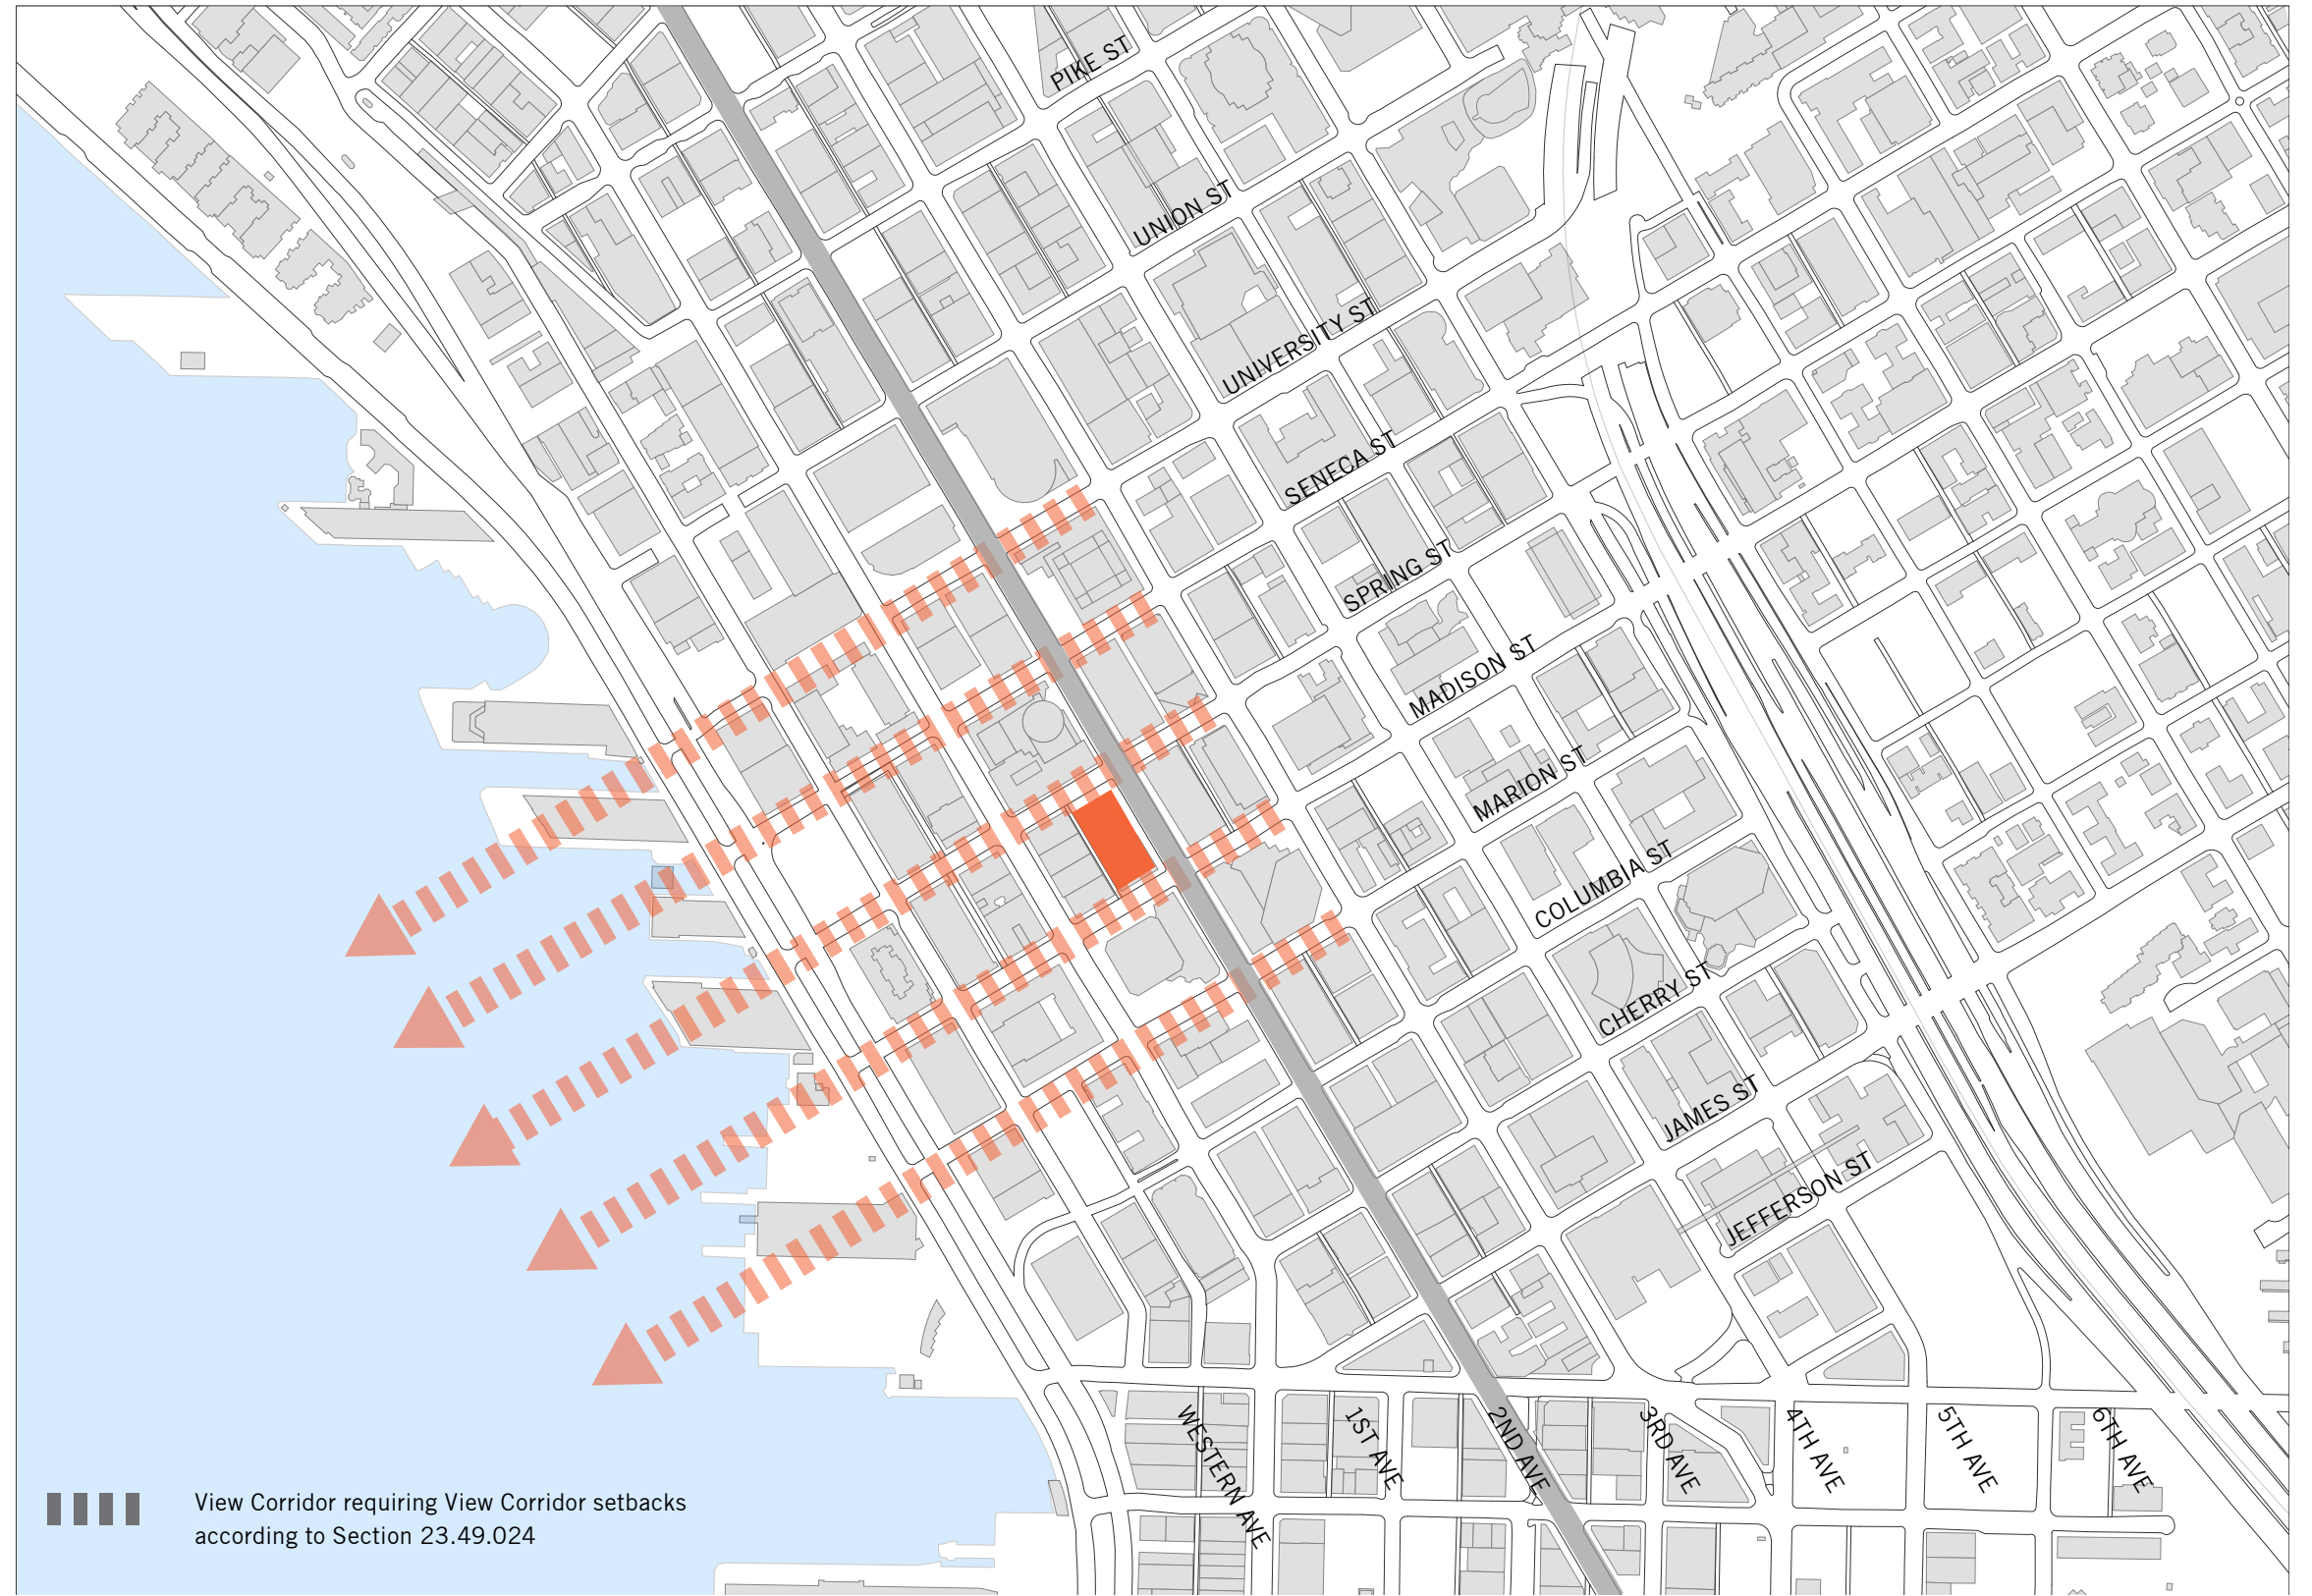 PIKE ST
UNION ST
UNIVERSITY ST
SENECA ST
SPRING ST
MADISON ST
MARION ST
COLUMBIA ST
CHERRY ST
JAMES ST
JEFFERSON ST
WESTERN AVE
1ST AVE
2ND AVE
3RD AVE
4TH AVE
5TH AVE
6TH AVE
View Corridor requiring View Corridor setbacks
according to Section 23.49.024